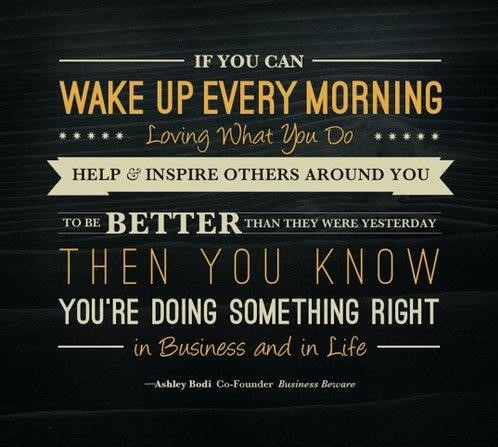 IF YOU CAN
WAKE UP EVERY MORNING
Loving What You Do
HELP & INSPIRE OTHERS AROUND YOU
TO BE BETTER THAN THEY WERE YESTERDAY
THEN YOU KNOW
YOU'RE DOING SOMETHING RIGHT
in Business and in Life
—Ashley Bodi Co-Founder Business Beware